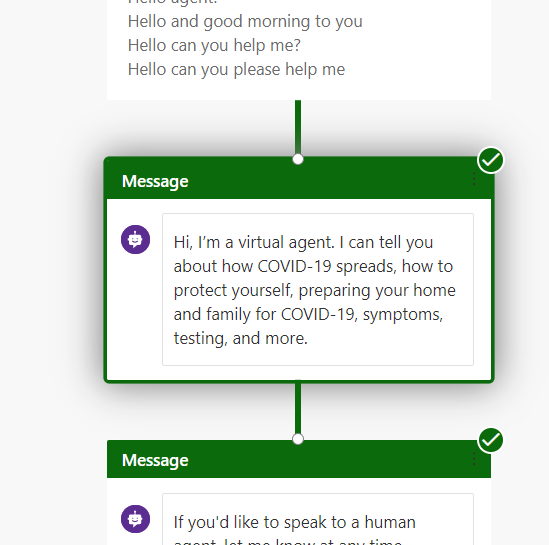 Hello agent.
Hello and good morning to you
Hello can you help me?
Hello can you please help me
Message
Hi, I’m a virtual agent. I can tell you
about how COVID-19 spreads, how to
protect yourself, preparing your home
and family for COVID-19, symptoms,
testing, and more.
Message
If you'd like to speak to a human
agent, let me know at any time.